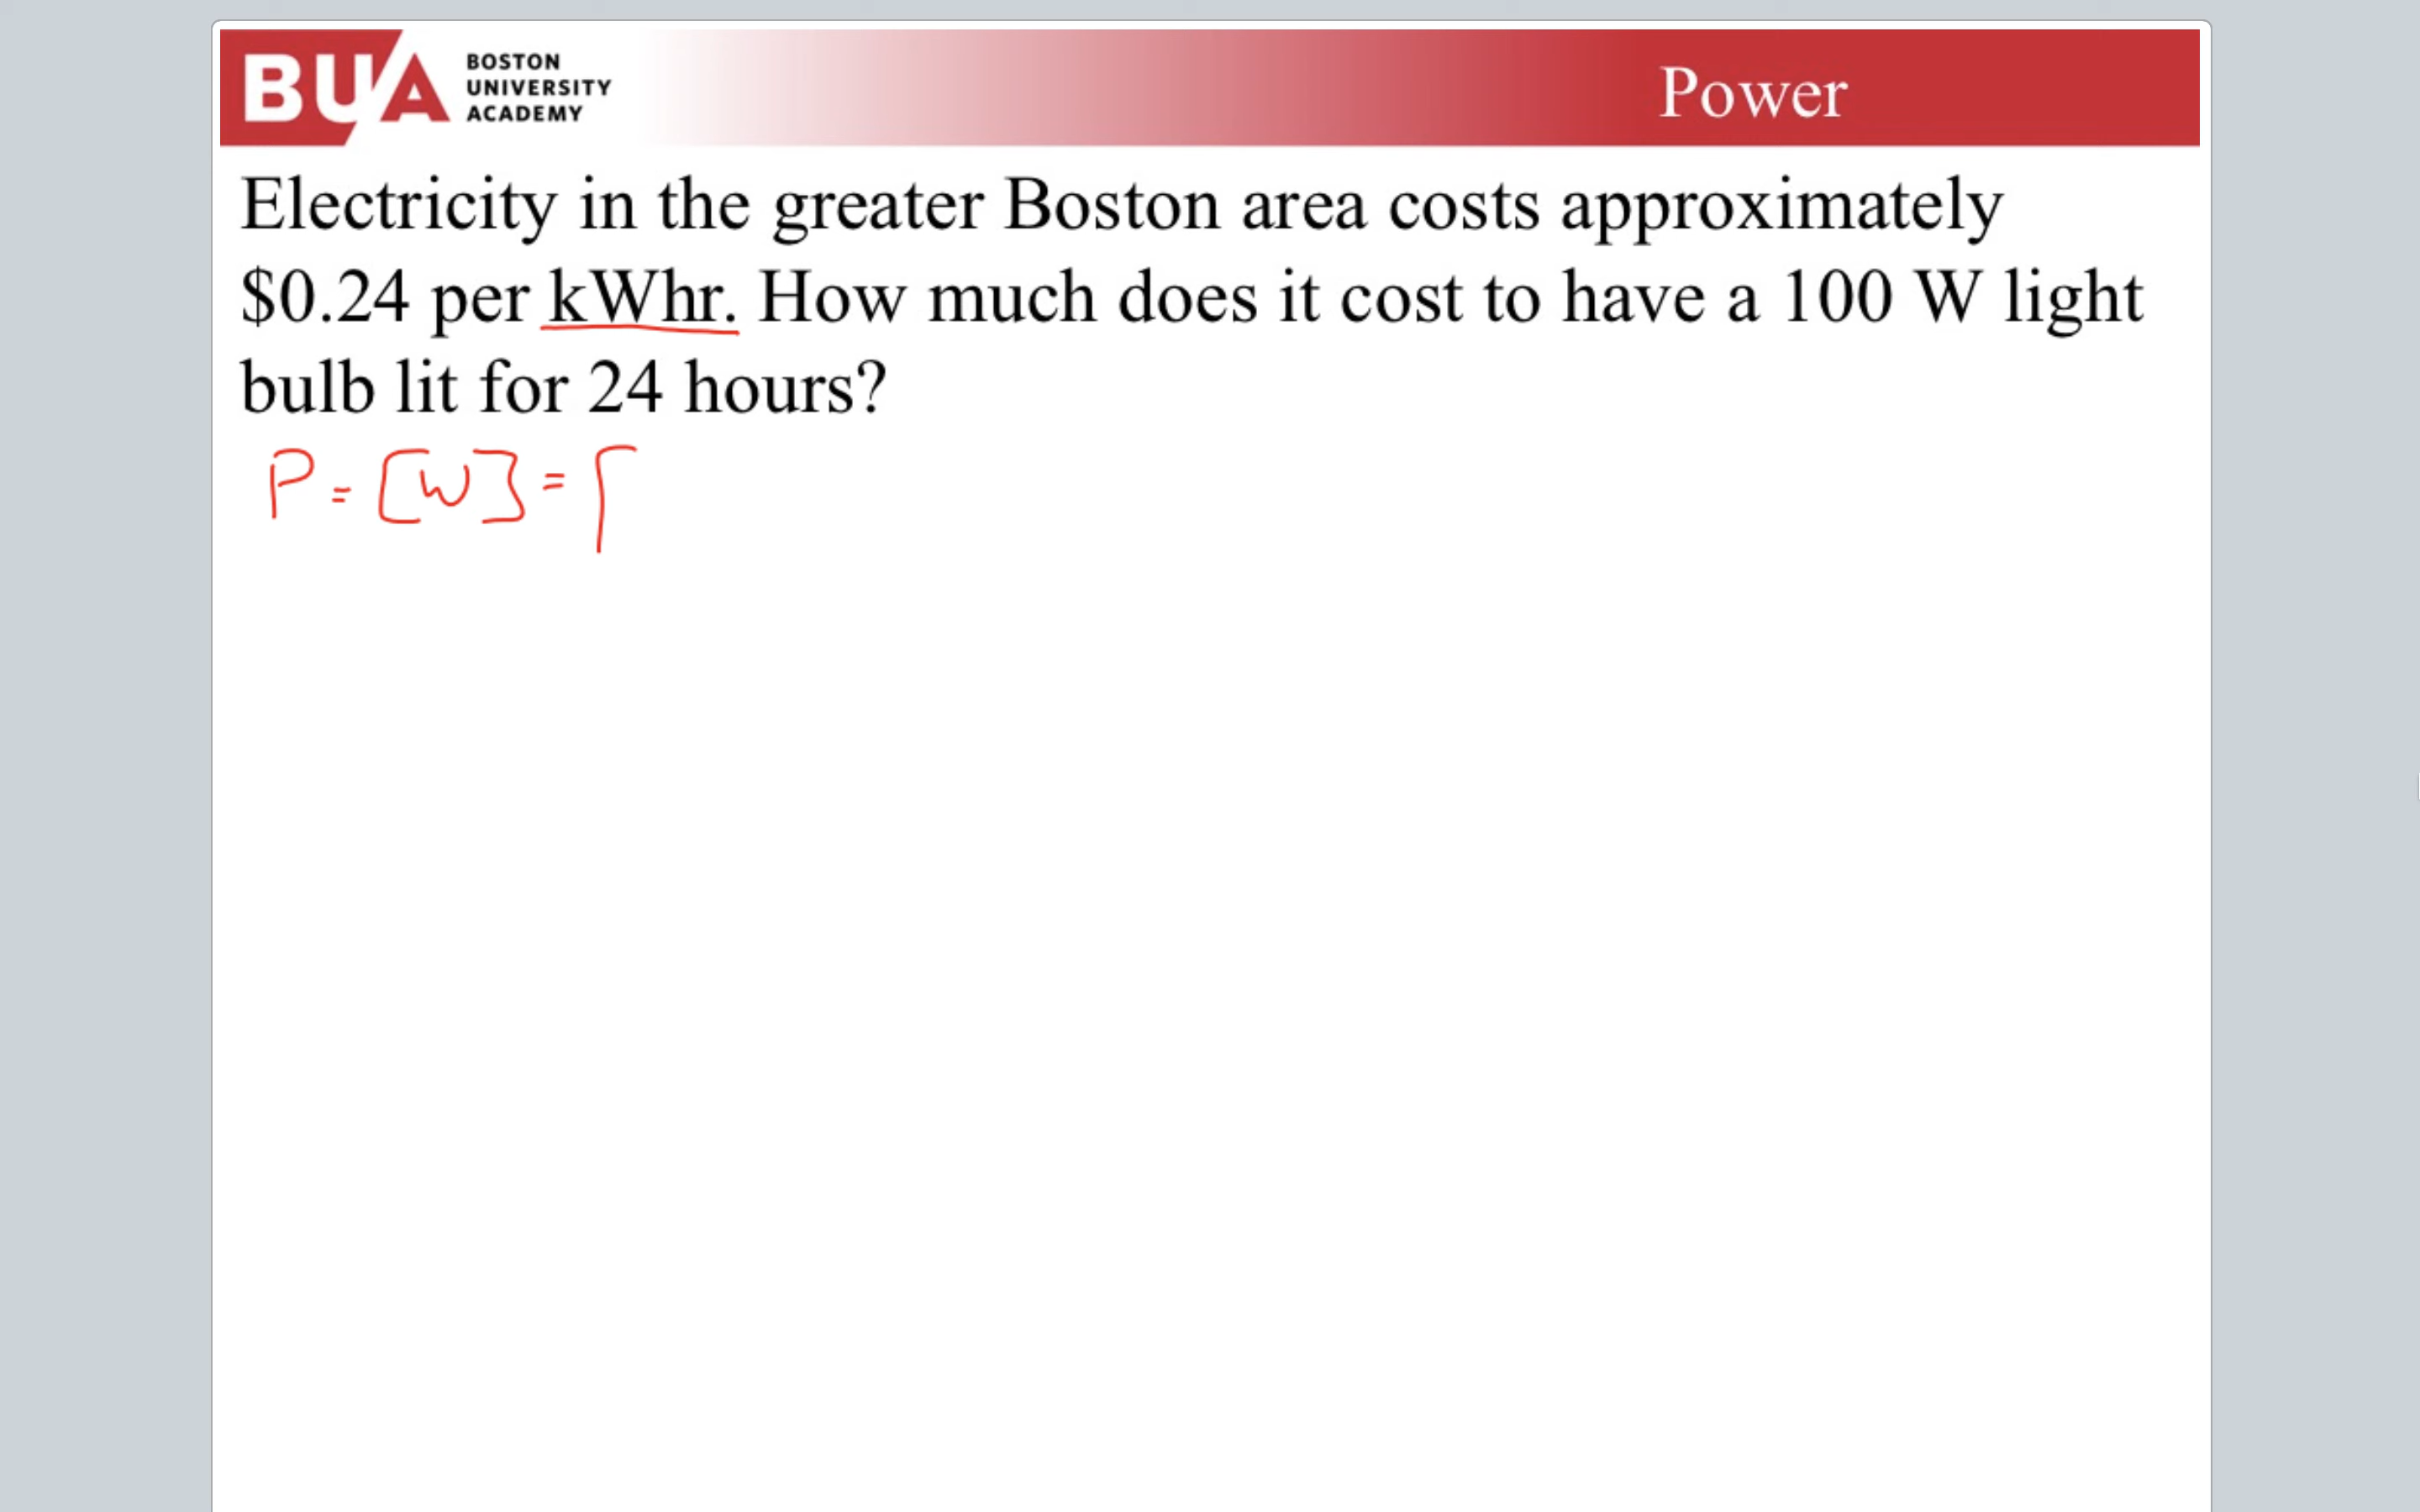 BUA
BOSTON
UNIVERSITY
ACADEMY
Power
Electricity in the greater Boston area costs approximately
$0.24 per kWhr. How much does it cost to have a 100 W light
bulb lit for 24 hours?
P = [W] = [